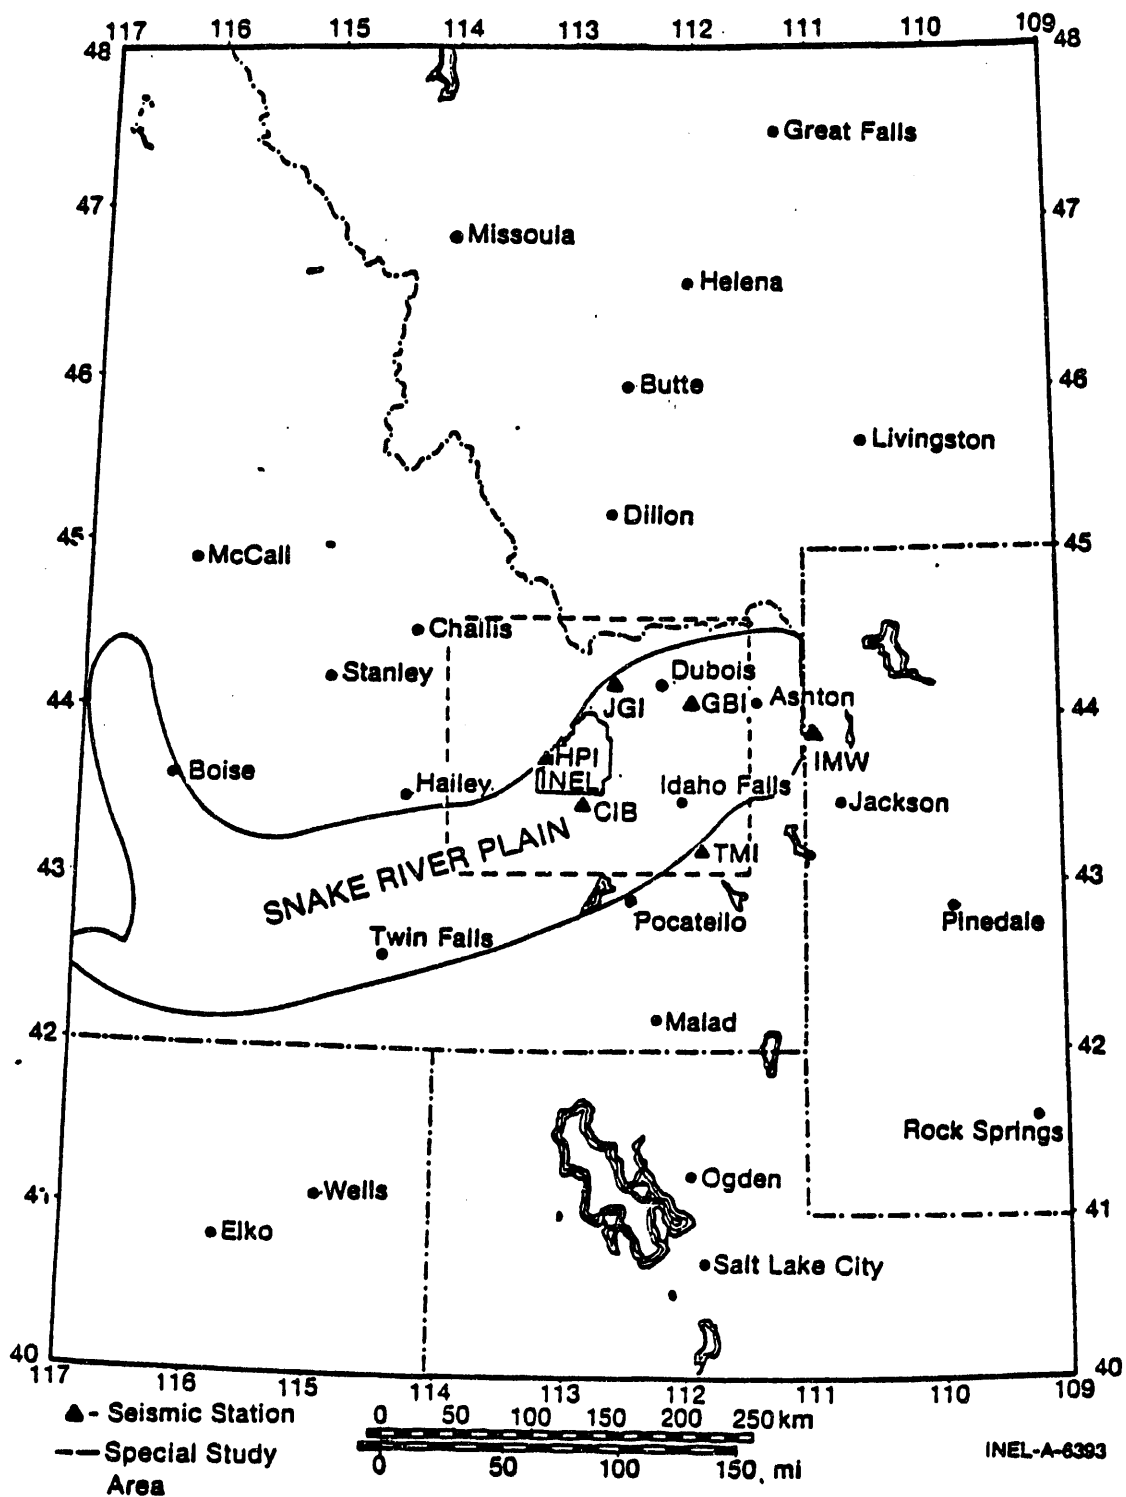 117 116 115 114 113 112 111 109
48 48
Great Falls
47 47
Missoula
Helena
46 46
Butte
Livingston
Dillon
45 45
McCall
Challis
Stanley
Dubois
44 44
JGI GBI Ashton
HPI IMW
Boise INEL
Hailey Idaho Falls
CIB Jackson
SNAKE RIVER PLAIN
TMI
43 43
Pocatello Pinedale
Twin Falls
Malad
42 42
Rock Springs
Ogden
Wells
41 41
Elko
Salt Lake City
40 40
117 116 115 114 113 112 111 110 109
- Seismic Station
0 50 100 150 200 250 km
Special Study
Area
0 50 100 150, mi
INEL-A-6393